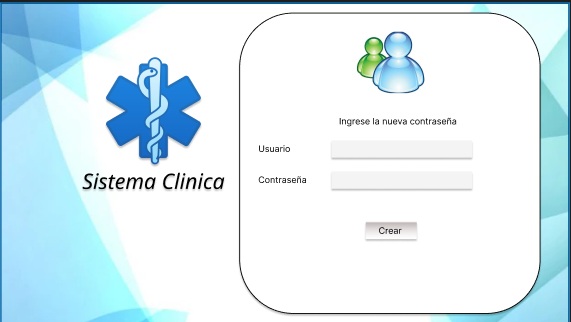 Sistema Clinica
Ingrese la nueva contraseña
Usuario
Contraseña
Crear